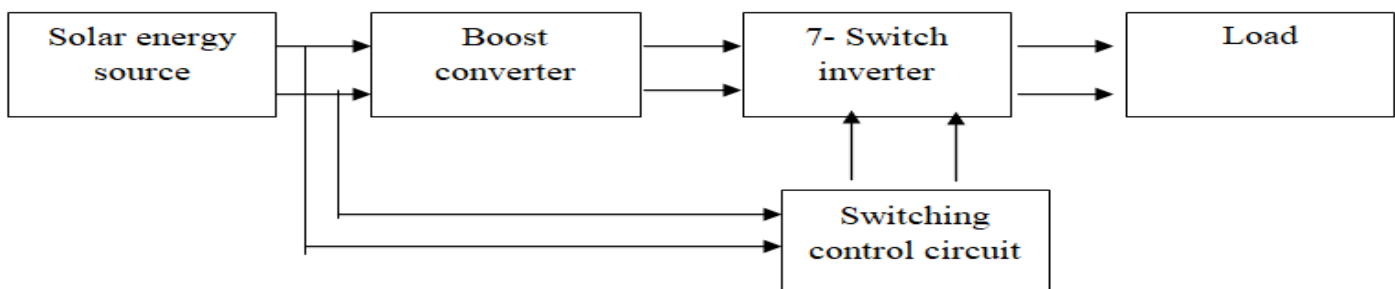 Solar energy
source
Boost
converter
7- Switch
inverter
Load
Switching
control circuit